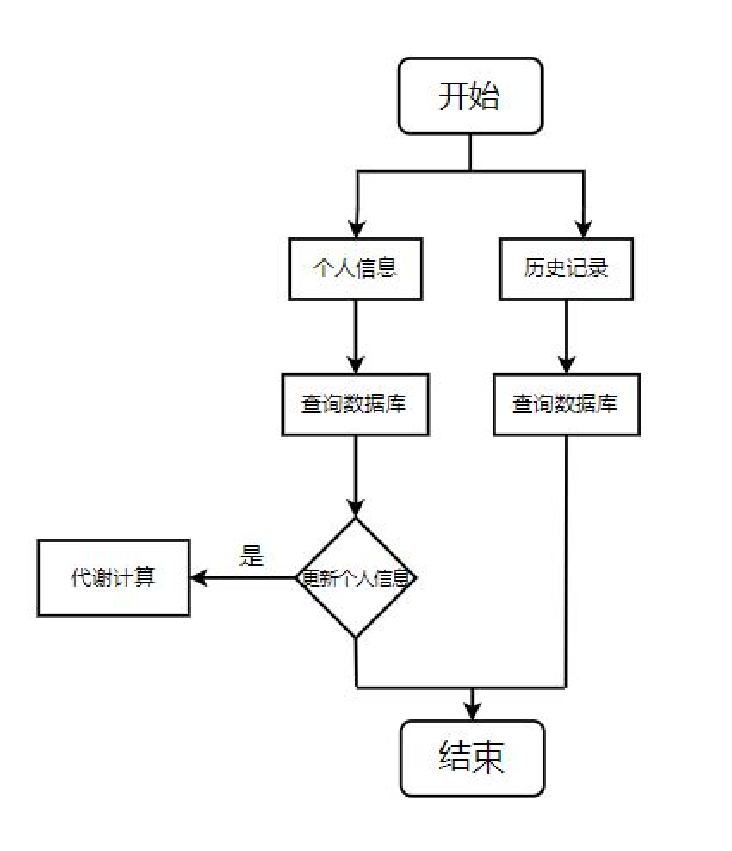 开始
个人信息
历史记录
查询数据库
查询数据库
是
代谢计算
更新个人信息
结束